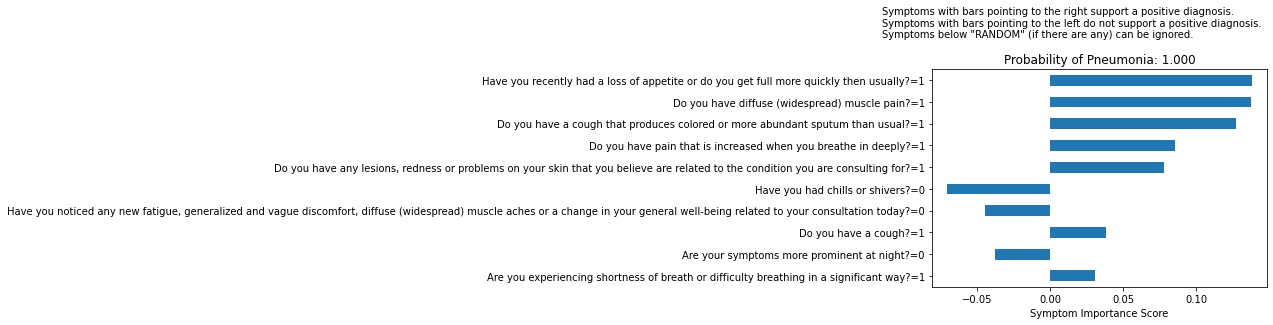 Symptoms with bars pointing to the right support a positive diagnosis.
Symptoms with bars pointing to the left do not support a positive diagnosis.
Symptoms below "RANDOM" (if there are any) can be ignored.
Probability of Pneumonia: 1.000
Have you recently had a loss of appetite or do you get full more quickly then usually?=1
Do you have diffuse (widespread) muscle pain?=1
Do you have a cough that produces colored or more abundant sputum than usual?=1
Do you have pain that is increased when you breathe in deeply?=1
Do you have any lesions, redness or problems on your skin that you believe are related to the condition you are consulting for?=1
Have you had chills or shivers?=0
Have you noticed any new fatigue, generalized and vague discomfort, diffuse (widespread) muscle aches or a change in your general well-being related to your consultation today?=0
Do you have a cough?=1
Are your symptoms more prominent at night?=0
Are you experiencing shortness of breath or difficulty breathing in a significant way?=1
−0.05 0.00 0.05 0.10
Symptom Importance Score